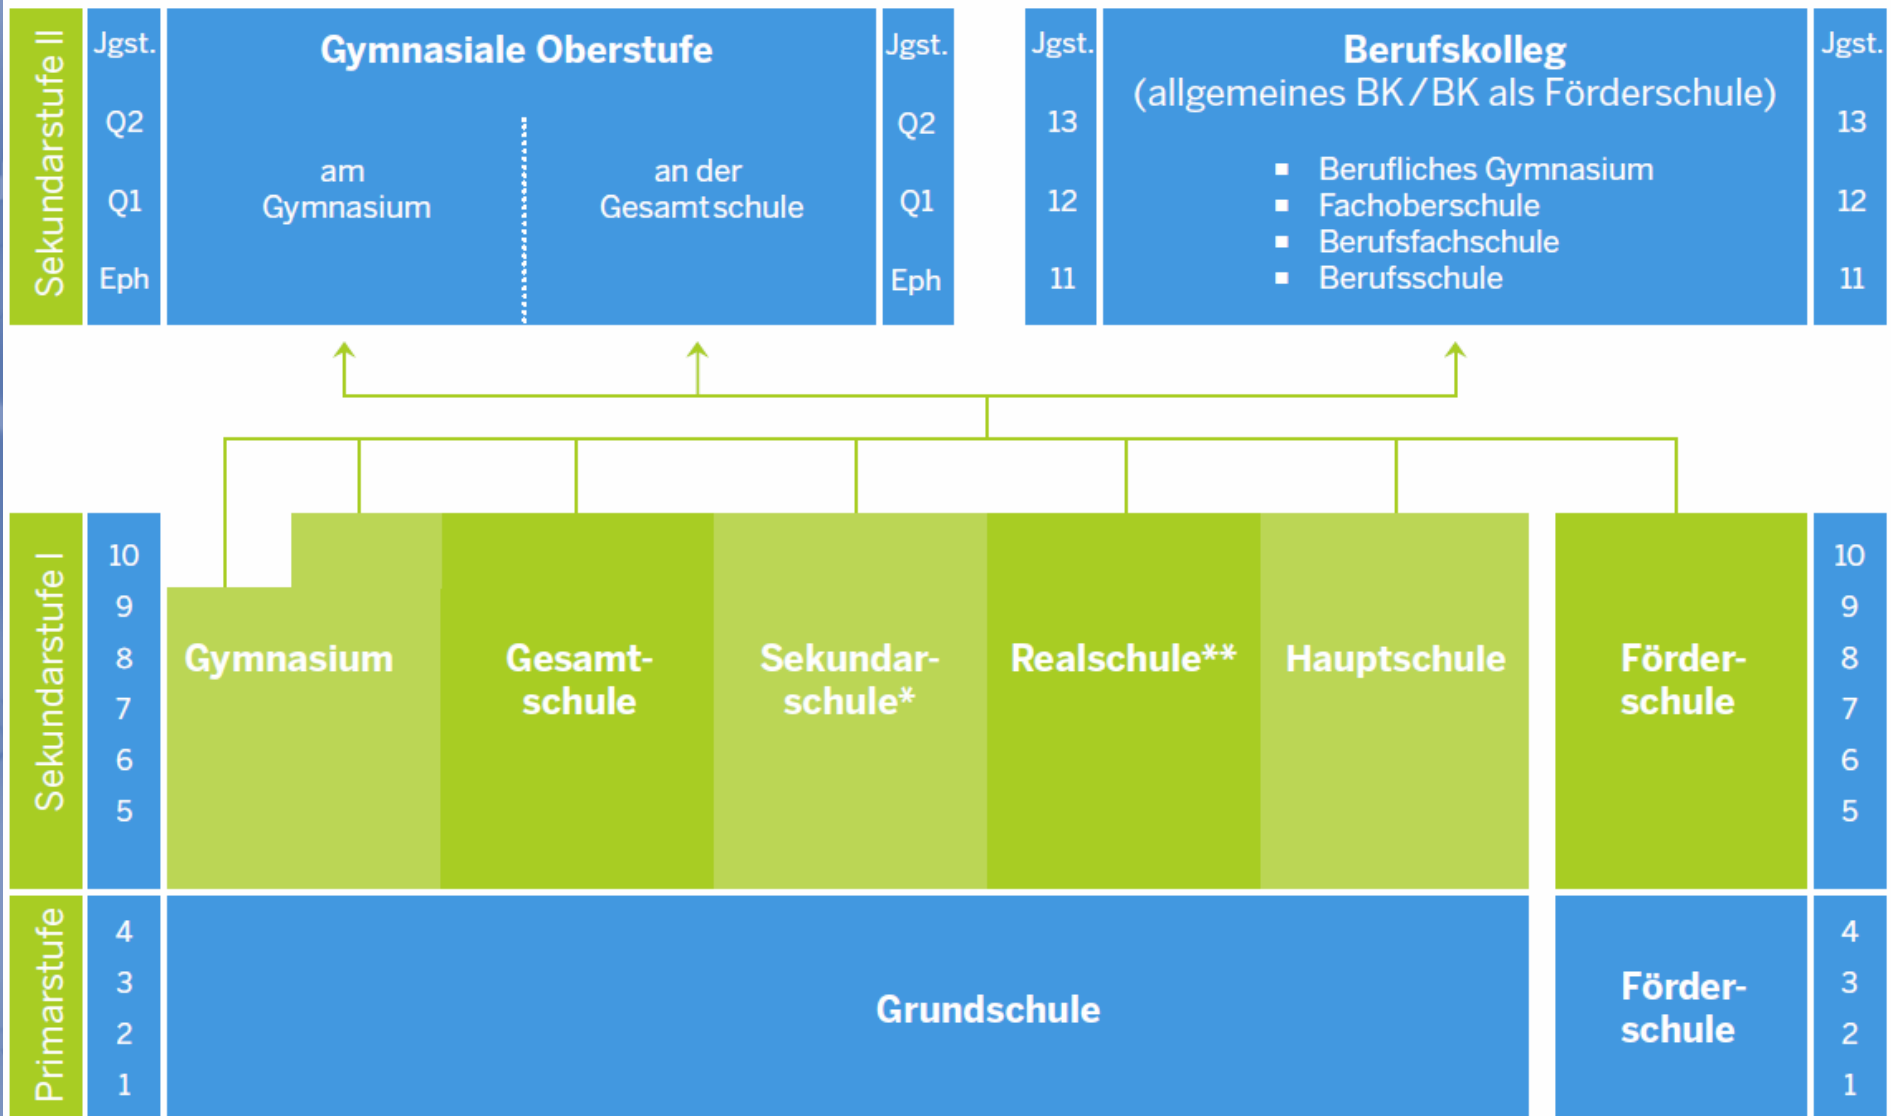 Sekundarstufe II
Jgst.
Q2
Q1
Eph
Gymnasiale Oberstufe
am
Gymnasium
an der
Gesamtschule
Jgst.
Q2
Q1
Eph
Jgst.
13
12
11
Berufskolleg
(allgemeines BK/BK als Förderschule)
▪ Berufliches Gymnasium
▪ Fachoberschule
▪ Berufsfachschule
▪ Berufsschule
Jgst.
13
12
11
Sekundarstufe I
10
9
8
7
6
5
Gymnasium
Gesamt-
schule
Sekundar-
schule*
Realschule**
Hauptschule
Förder-
schule
10
9
8
7
6
5
Primarstufe
4
3
2
1
Grundschule
Förder-
schule
4
3
2
1